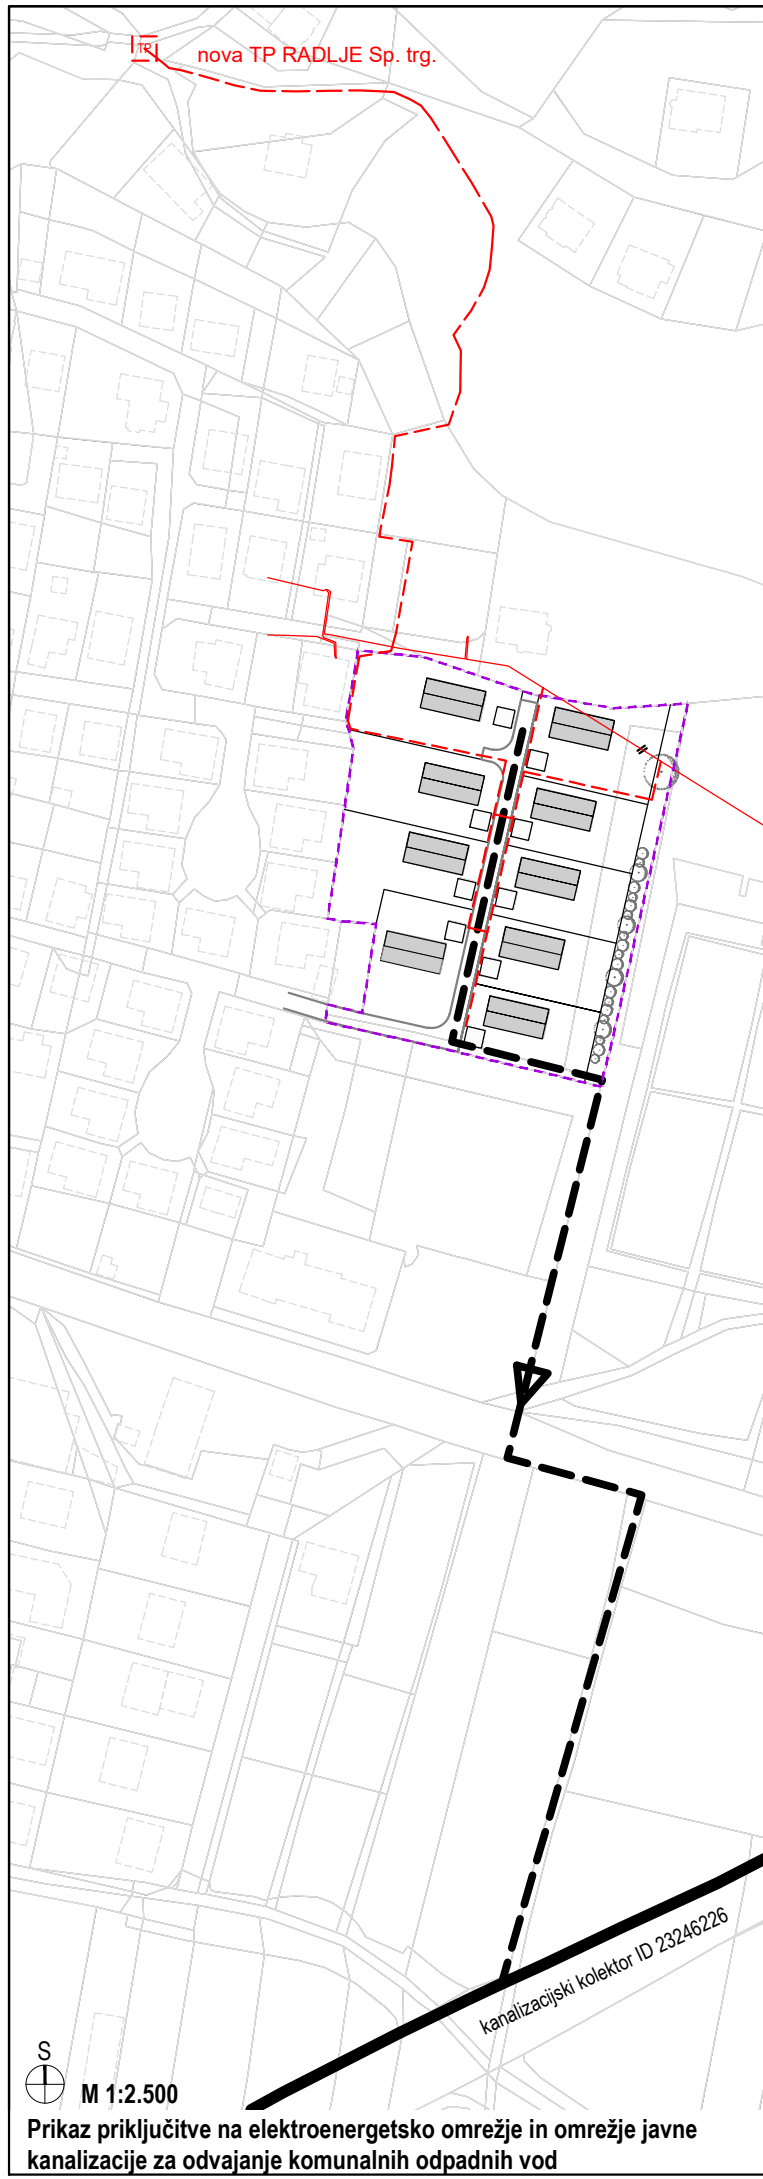 TP
nova TP RADLJE Sp. trg.
kanalizacijski kolektor ID 23246226
S
M 1:2.500
Prikaz priključitve na elektroenergetsko omrežje in omrežje javne
kanalizacije za odvajanje komunalnih odpadnih vod